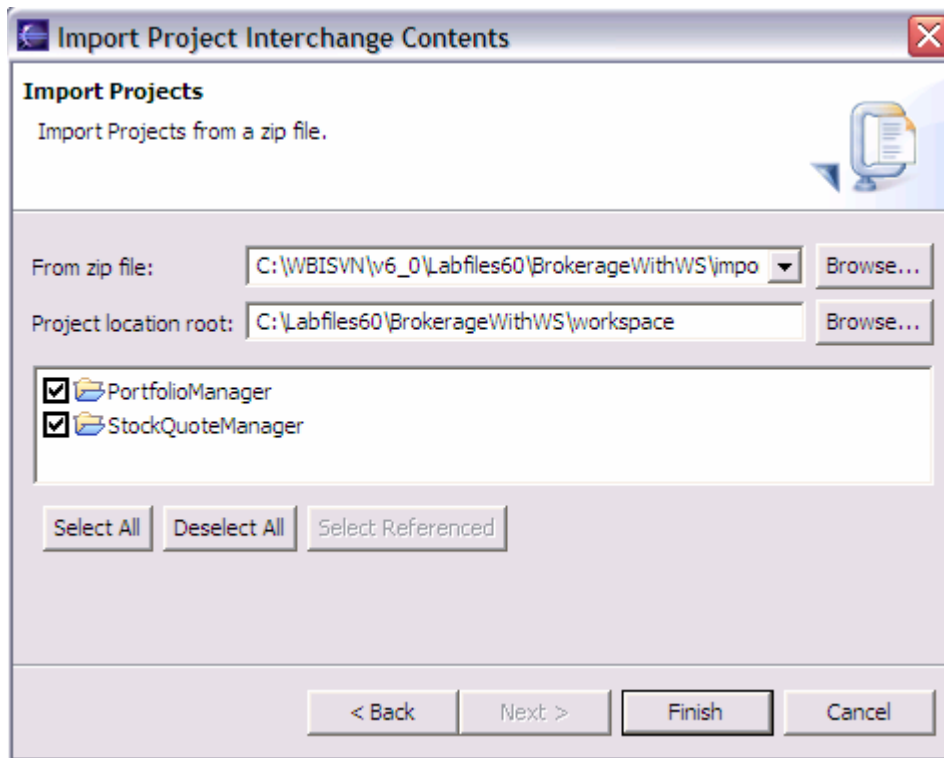 Import Project Interchange Contents
Import Projects
Import Projects from a zip file.
From zip file: C:\WBISVN\v6_0\Labfiles60\BrokerageWithWS\impo Browse...
Project location root: C:\Labfiles60\BrokerageWithWS\workspace Browse...
PortfolioManager
StockQuoteManager
Select All Deselect All Select Referenced
< Back Next > Finish Cancel